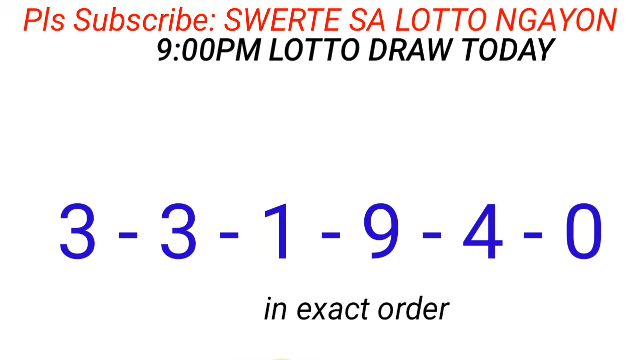 Pls Subscribe: SWERTE SA LOTTO NGAYON
9:00PM LOTTO DRAW TODAY
3 - 3 - 1 - 9 - 4 - 0
in exact order